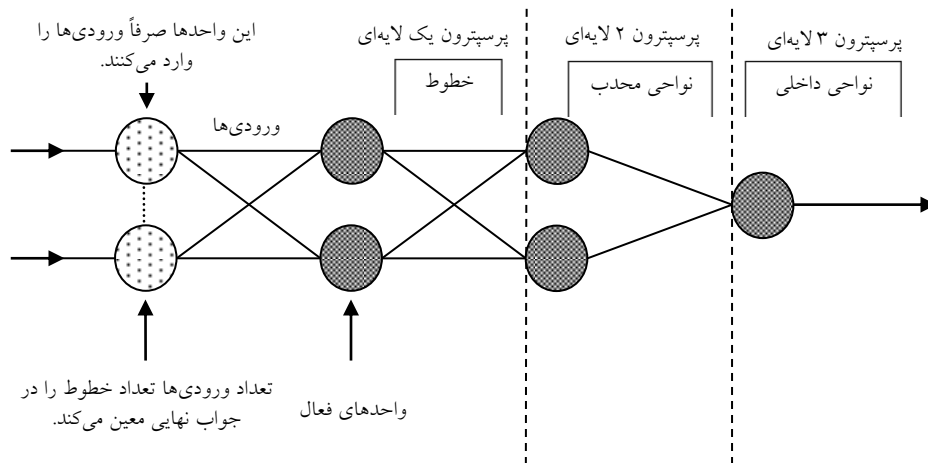 پرسپترون ۳ لایه‌ای
نواحی داخلی
پرسپترون ۲ لایه‌ای
نواحی محدب
پرسپترون یک لایه‌ای
خطوط
این واحدها صرفاً ورودی‌ها را
وارد می‌کنند.
ورودی‌ها
واحدهای فعال
تعداد ورودی‌ها تعداد خطوط را در
جواب نهایی معین می‌کند.